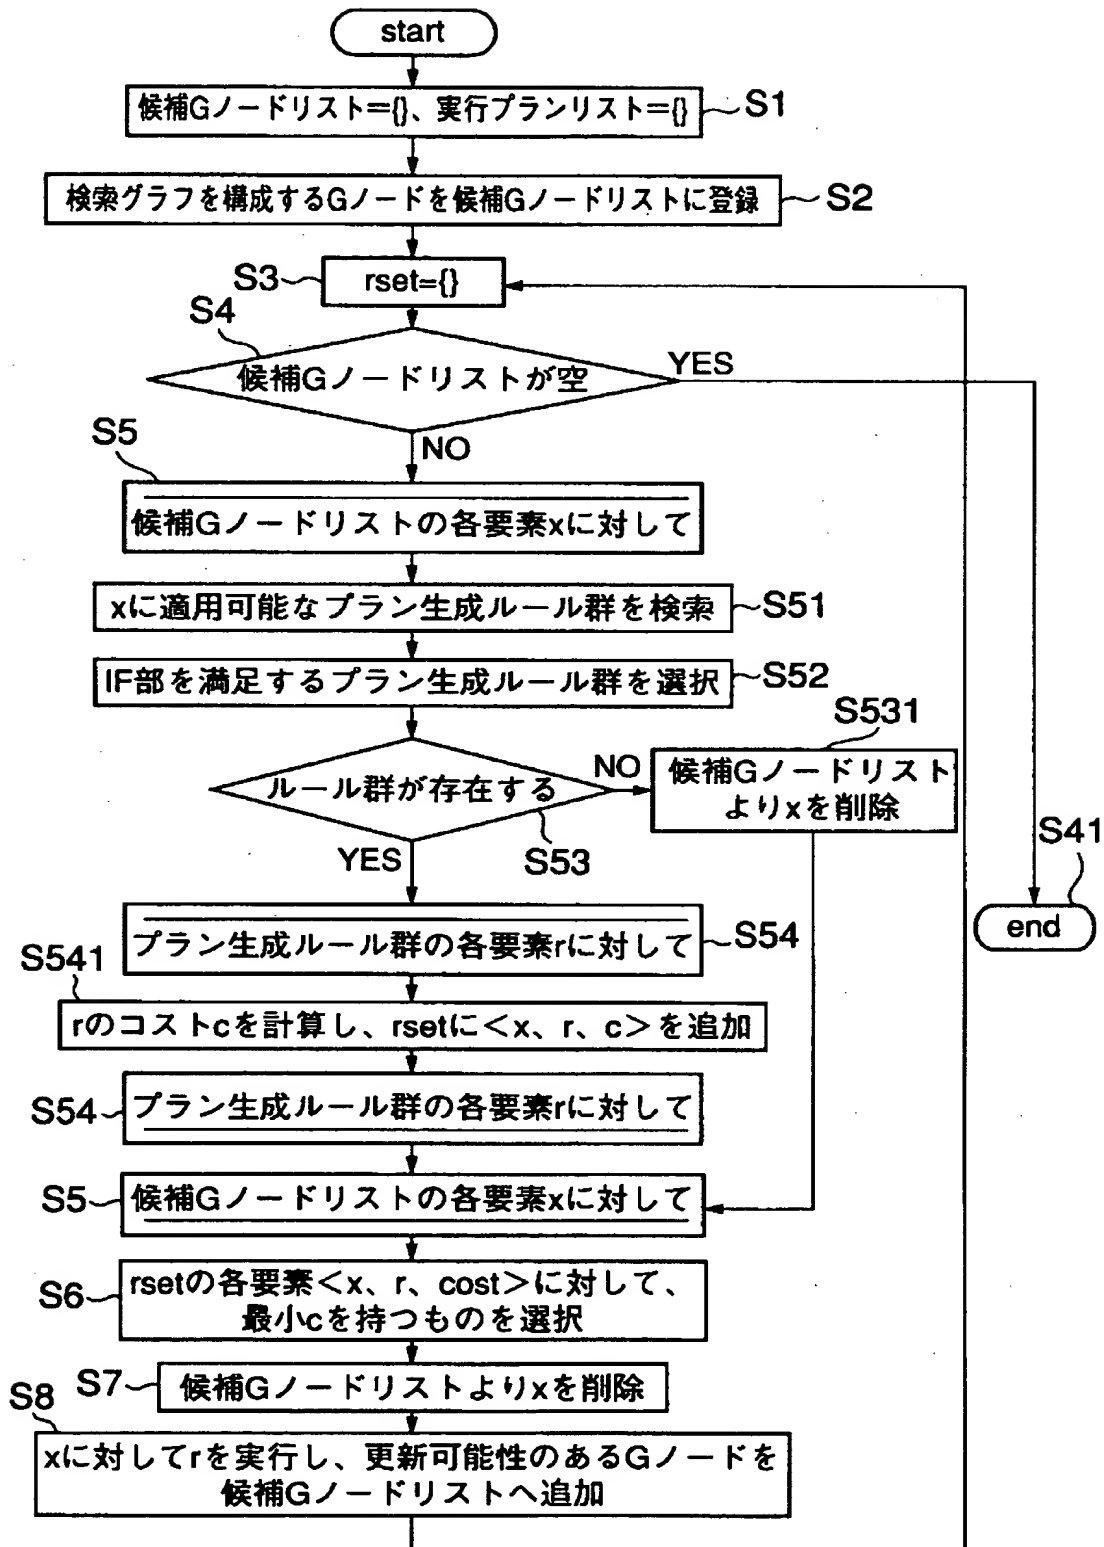 start
候補Gノードリスト={}、実行プランリスト={}
S1
検索グラフを構成するGノードを候補Gノードリストに登録
S2
S3
rset={}
S4
候補Gノードリストが空
YES
NO
S5
候補Gノードリストの各要素xに対して
xに適用可能なプラン生成ルール群を検索
S51
IF部を満足するプラン生成ルール群を選択
S52
S531
ルール群が存在する
NO
候補Gノードリスト
よりxを削除
S53
YES
S41
end
プラン生成ルール群の各要素rに対して
S54
S541
rのコストcを計算し、rsetに<x、r、c>を追加
S54
プラン生成ルール群の各要素rに対して
S5
候補Gノードリストの各要素xに対して
S6
rsetの各要素<x、r、cost>に対して、
最小cを持つものを選択
S7
候補Gノードリストよりxを削除
S8
xに対してrを実行し、更新可能性のあるGノードを
候補Gノードリストへ追加